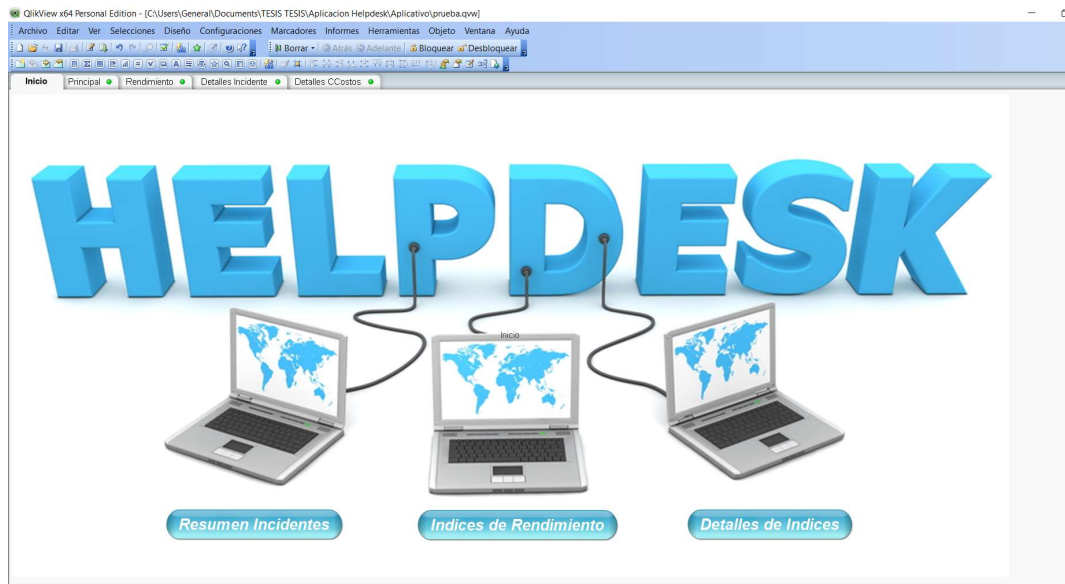 QlikView x64 Personal Edition - [C:\Users\General\Documents\TESIS TESIS\Aplicacion Helpdesk\Aplicativo\prueba.qvw]
Archivo Editar Ver Selecciones Diseño Configuraciones Marcadores Informes Herramientas Objeto Ventana Ayuda
Borrar Atrás Adelante Bloquear Desbloquear
Inicio Principal Rendimiento Detalles Incidente Detalles CCostos
HELPDESK
Inicio
Resumen Incidentes Indices de Rendimiento Detalles de Indices